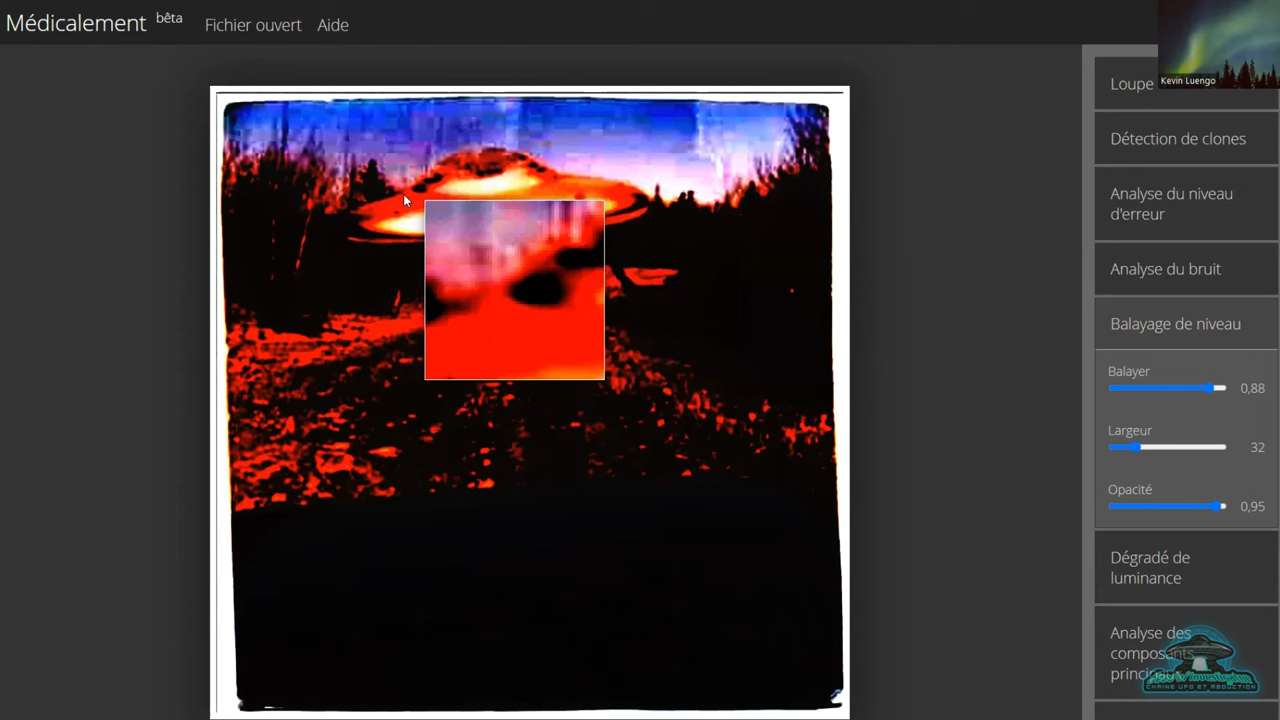 Médicalement bêta
Fichier ouvert
Aide
Kevin Luengo
Loupe
Détection de clones
Analyse du niveau
d'erreur
Analyse du bruit
Balayage de niveau
Balayer
0,88
Largeur
32
Opacité
0,95
Dégradé de
luminance
Analyse des
composants